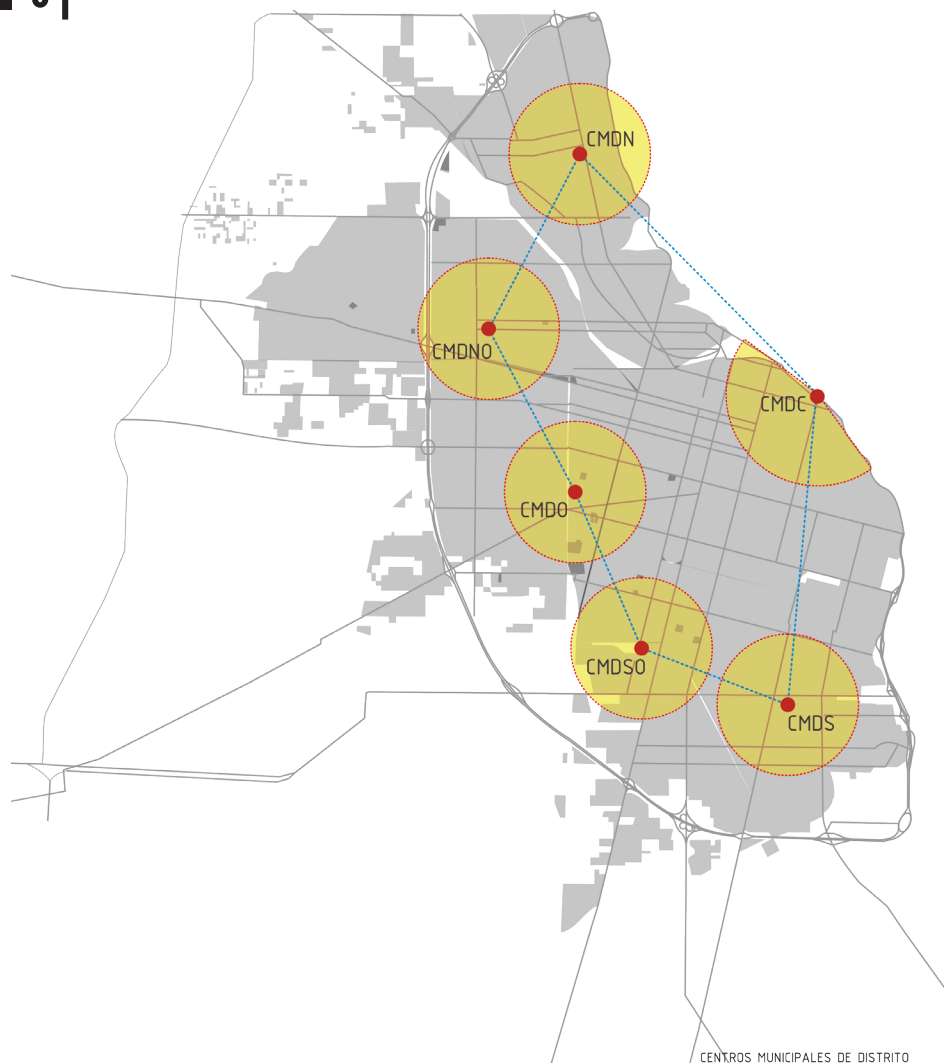 CMDN
CMDNO
CMDC
CMDO
CMDSO
CMDS
CENTROS MUNICIPALES DE DISTRITO